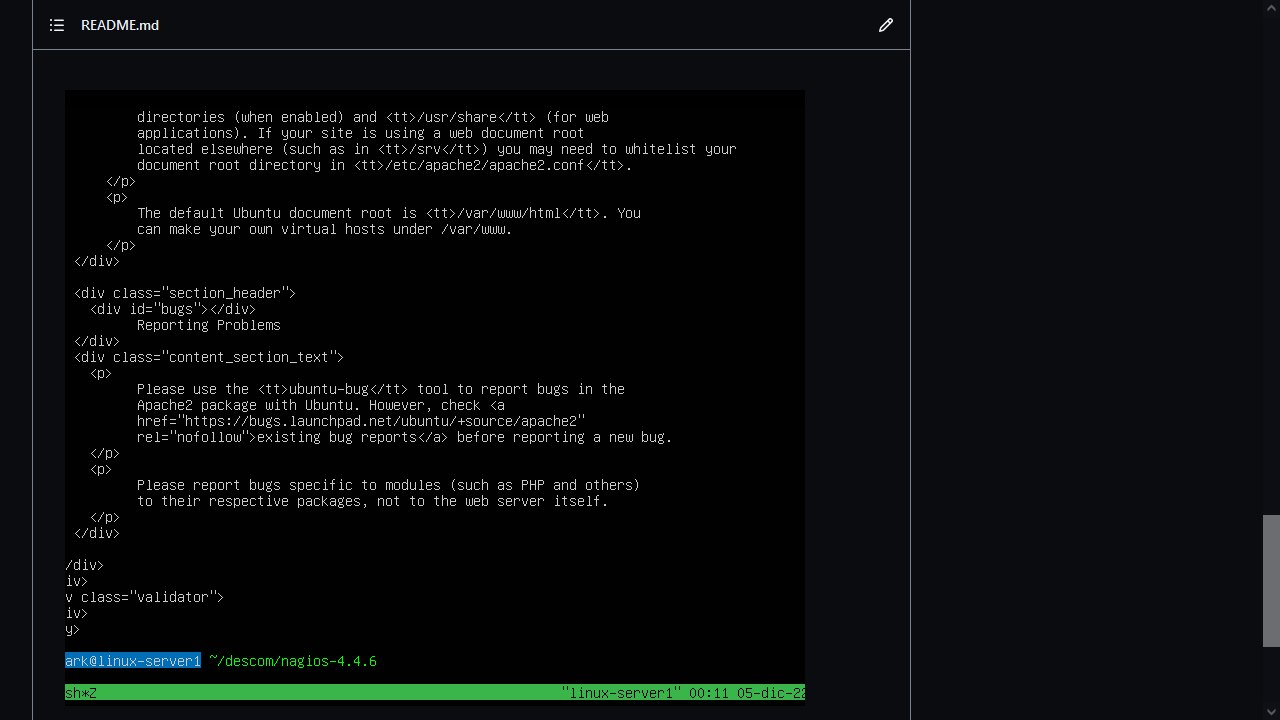 README.md
directories (when enabled) and <tt>/usr/share</tt> (for web
applications). If your site is using a web document root
located elsewhere (such as in <tt>/srv</tt>) you may need to whitelist your
document root directory in <tt>/etc/apache2/apache2.conf</tt>.
</p>
<p>
The default Ubuntu document root is <tt>/var/www/html</tt>. You
can make your own virtual hosts under /var/www.
</p>
</div>
<div class="section_header">
<div id="bugs"></div>
Reporting Problems
</div>
<div class="content_section_text">
<p>
Please use the <tt>ubuntu-bug</tt> tool to report bugs in the
Apache2 package with Ubuntu. However, check <a
href="https://bugs.launchpad.net/ubuntu/+source/apache2"
rel="nofollow">existing bug reports</a> before reporting a new bug.
</p>
<p>
Please report bugs specific to modules (such as PHP and others)
to their respective packages, not to the web server itself.
</p>
</div>
/div>
iv>
v class="validator">
iv>
y>
ark@linux-server1 ~/descom/nagios-4.4.6
sh*Z "linux-server1" 00:11 05-dic-22